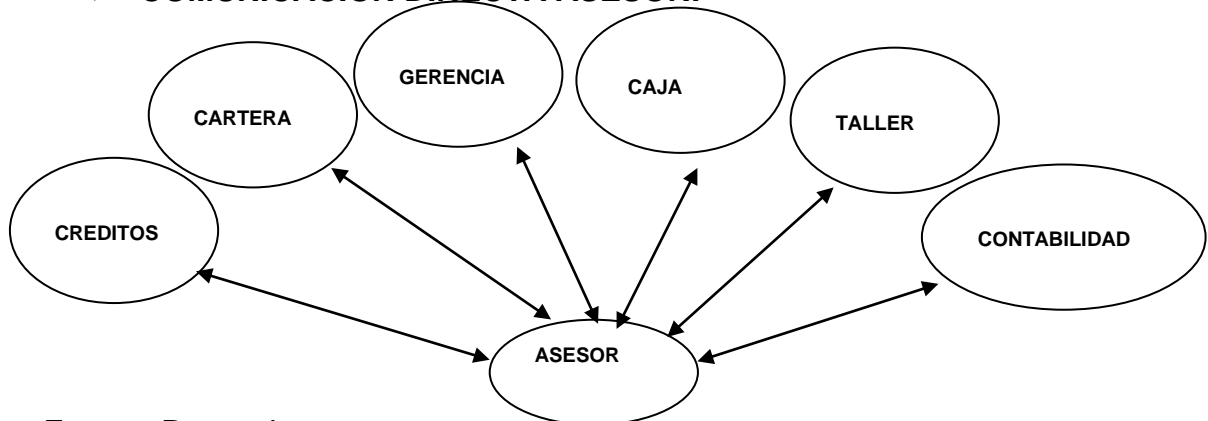 GERENCIA
CAJA
CARTERA
TALLER
CREDITOS
CONTABILIDAD
ASESOR